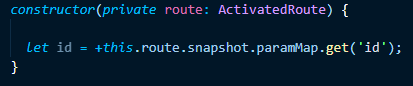 constructor(private route: ActivatedRoute) {
let id = +this.route.snapshot.paramMap.get('id');
}